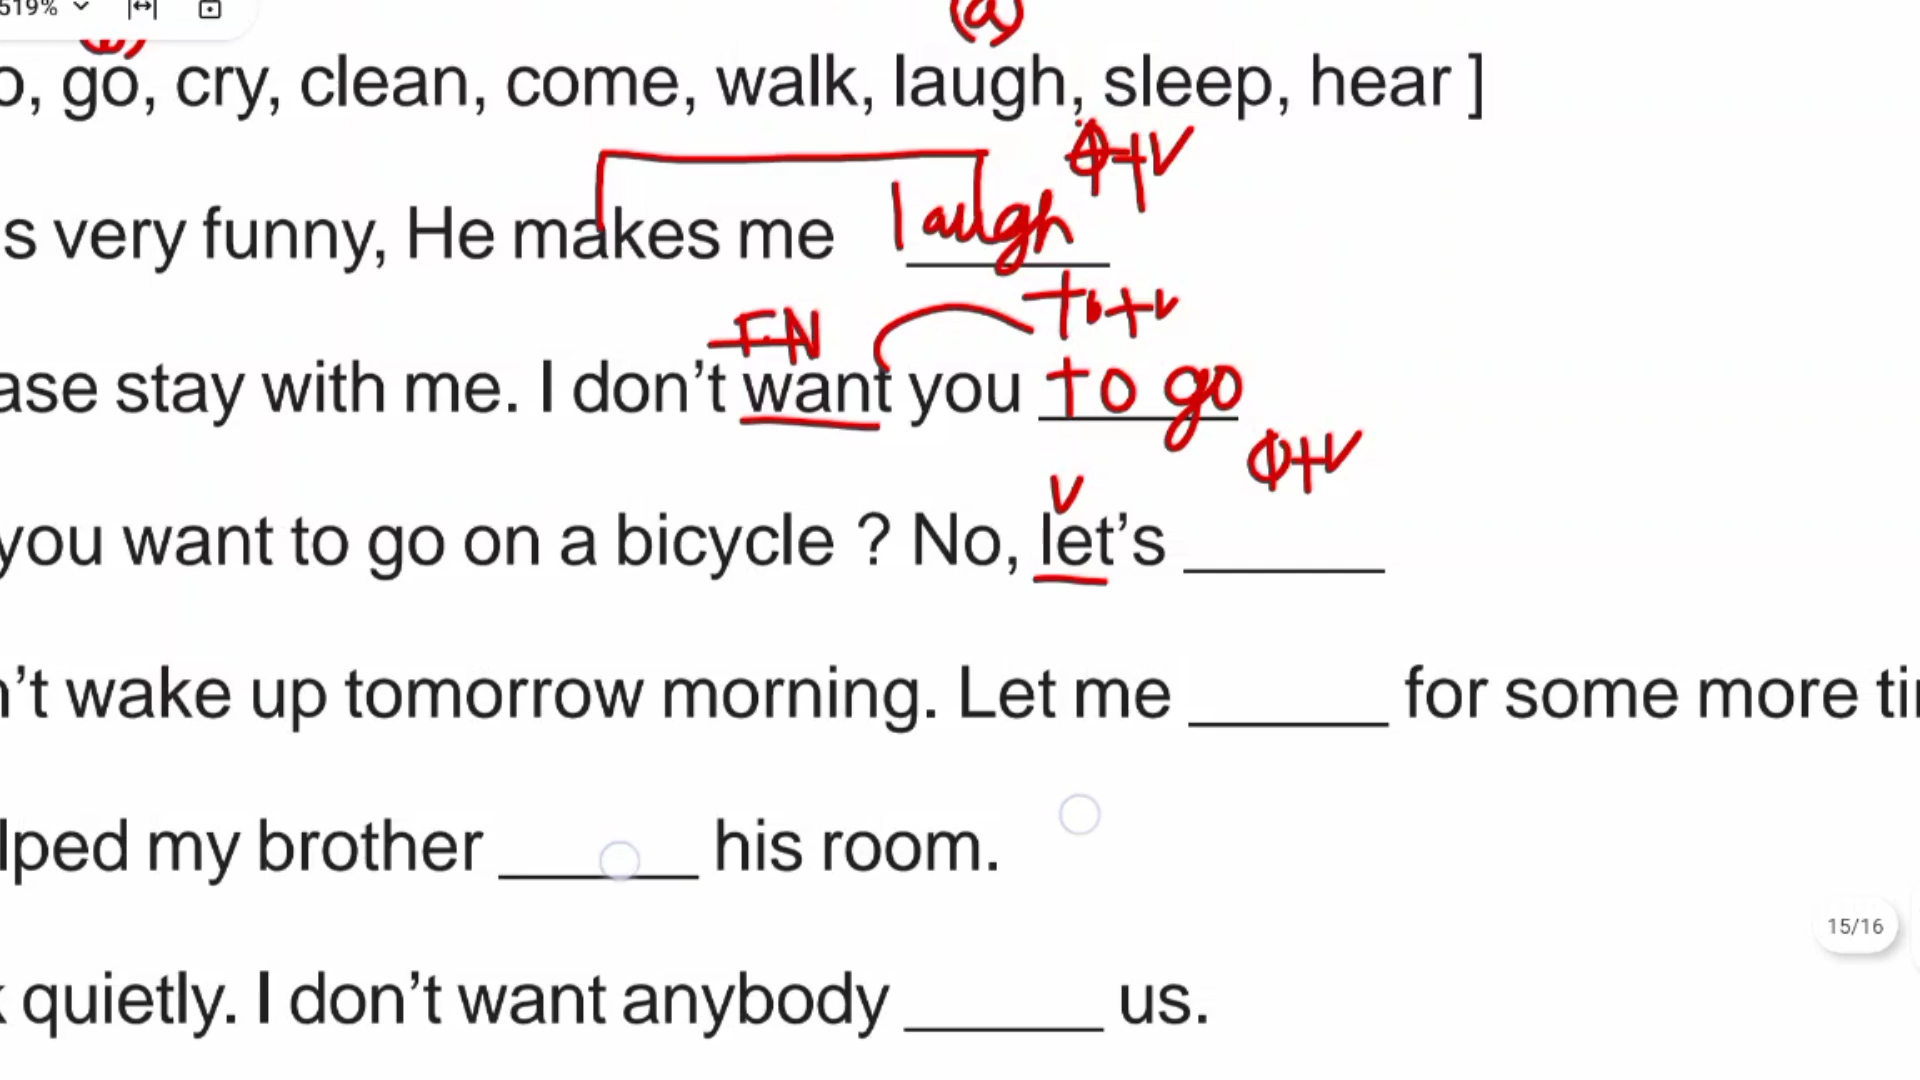 519%
(a)
o, go, cry, clean, come, walk, laugh, sleep, hear ]
ϕ+V
s very funny, He makes me laugh
to+v
ase stay with me. I don’t want you to go
ϕ+V
V
you want to go on a bicycle ? No, let’s ______
n’t wake up tomorrow morning. Let me ______ for some more tir
lped my brother ______ his room.
15/16
quietly. I don’t want anybody ______ us.